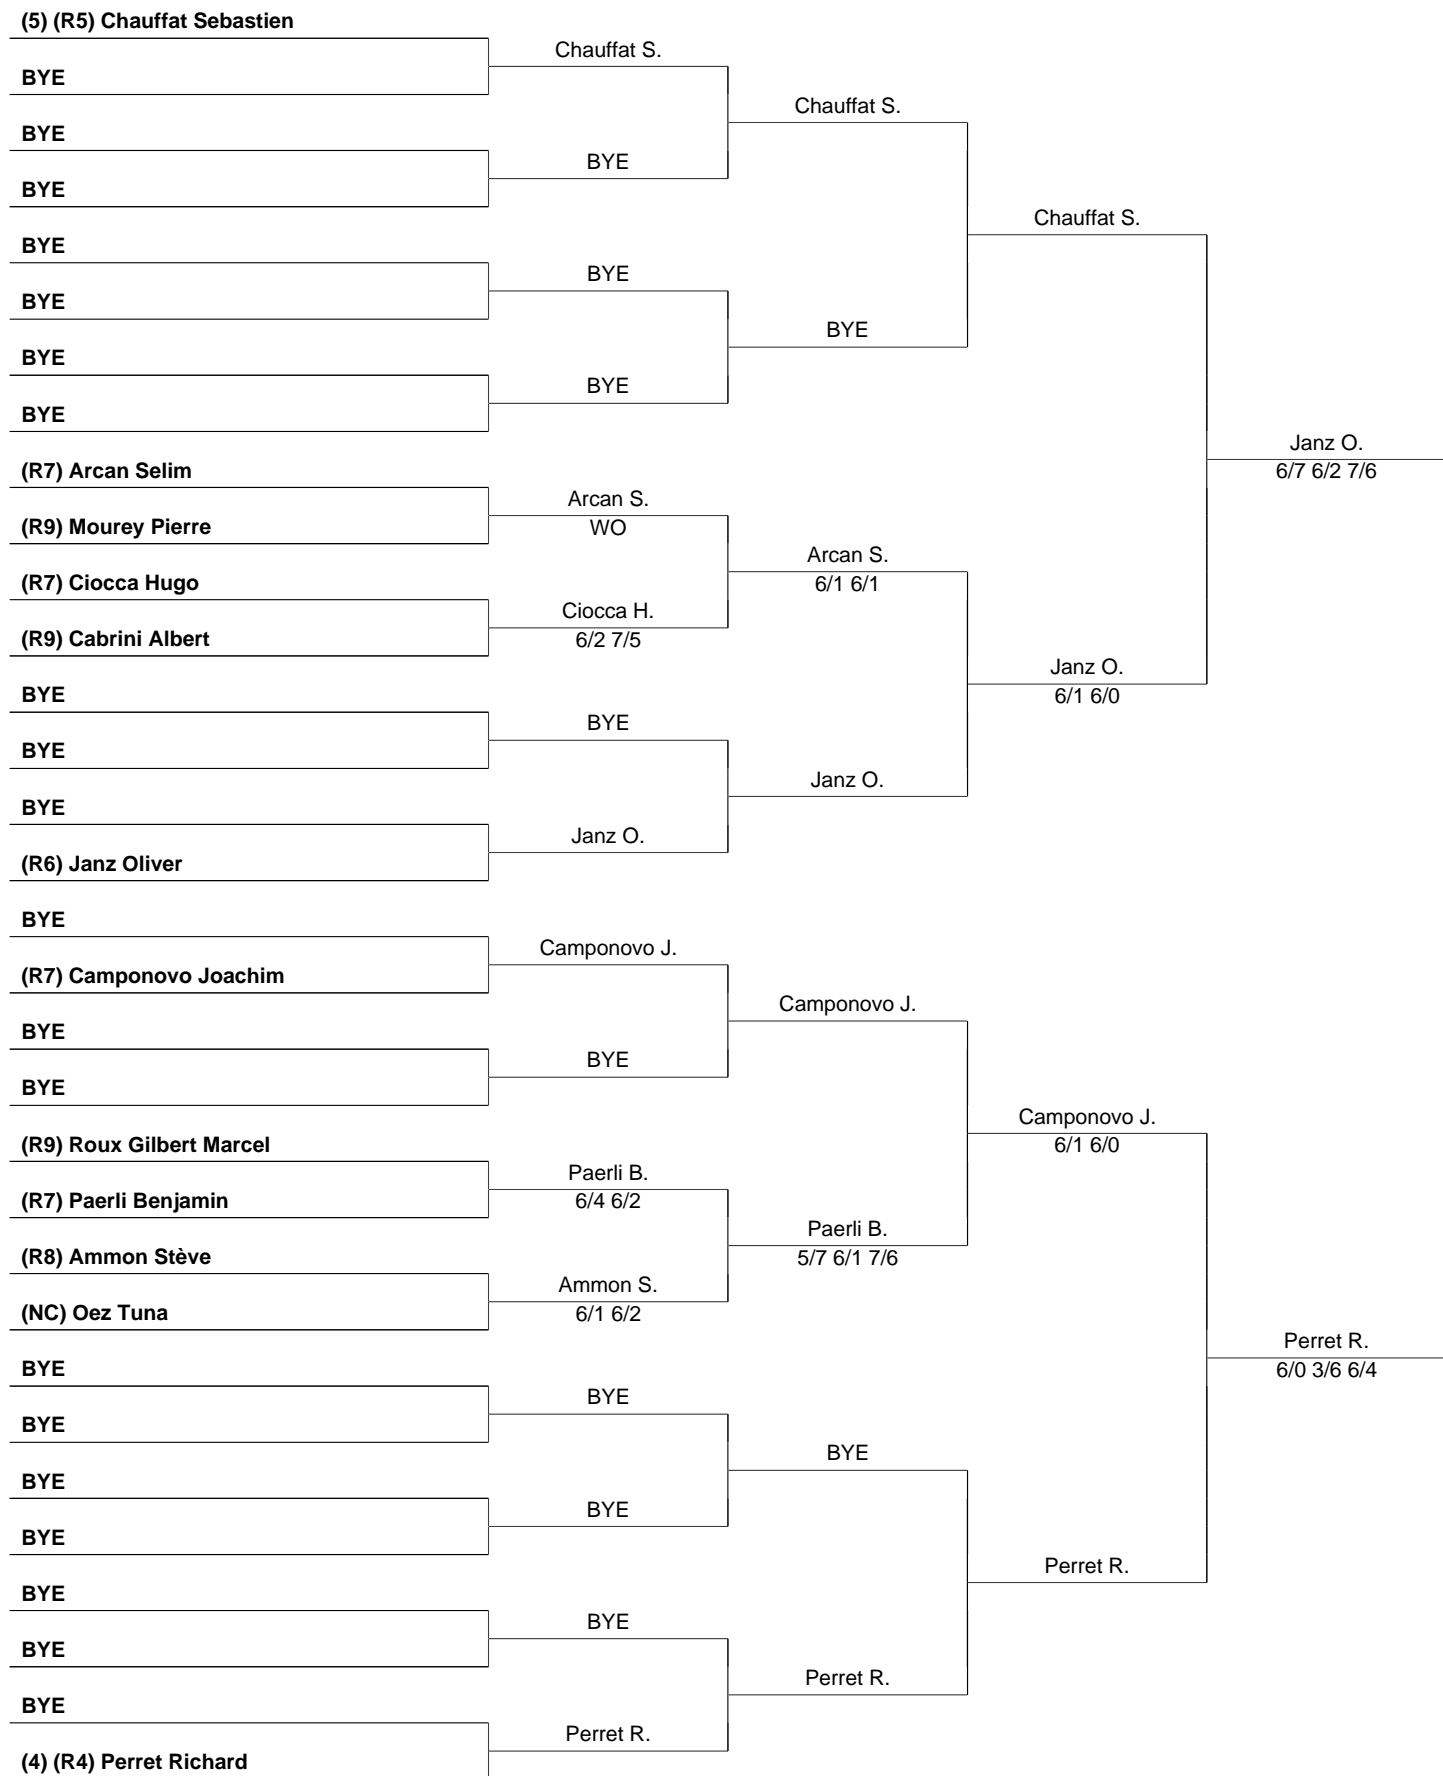 (5) (R5) Chauffat Sebastien
Chauffat S.
BYE
Chauffat S.
BYE
BYE
BYE
Chauffat S.
BYE
BYE
BYE
BYE
BYE
BYE
BYE
Janz O.
(R7) Arcan Selim
6/7 6/2 7/6
Arcan S.
(R9) Mourey Pierre
WO
Arcan S.
(R7) Ciocca Hugo
6/1 6/1
Ciocca H.
(R9) Cabrini Albert
6/2 7/5
Janz O.
BYE
6/1 6/0
BYE
BYE
Janz O.
BYE
Janz O.
(R6) Janz Oliver
BYE
Camponovo J.
(R7) Camponovo Joachim
Camponovo J.
BYE
BYE
BYE
Camponovo J.
(R9) Roux Gilbert Marcel
6/1 6/0
Paerli B.
(R7) Paerli Benjamin
6/4 6/2
Paerli B.
(R8) Ammon Stève
5/7 6/1 7/6
Ammon S.
(NC) Oez Tuna
6/1 6/2
Perret R.
BYE
6/0 3/6 6/4
BYE
BYE
BYE
BYE
BYE
BYE
Perret R.
BYE
BYE
BYE
Perret R.
BYE
Perret R.
(4) (R4) Perret Richard